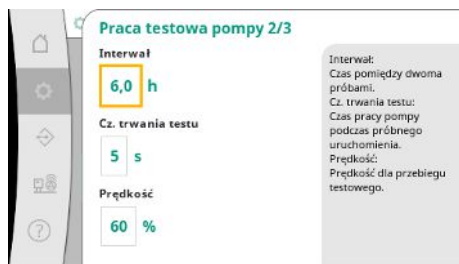 Praca testowa pompy 2/3
Interwał
6,0 h
Cz. trwania testu
5 s
Prędkość
60 %
Interwał:
Czas pomiędzy dwoma
próbami.
Cz. trwania testu:
Czas pracy pompy
podczas próbnego
uruchomienia.
Prędkość:
Prędkość dla przebiegu
testowego.